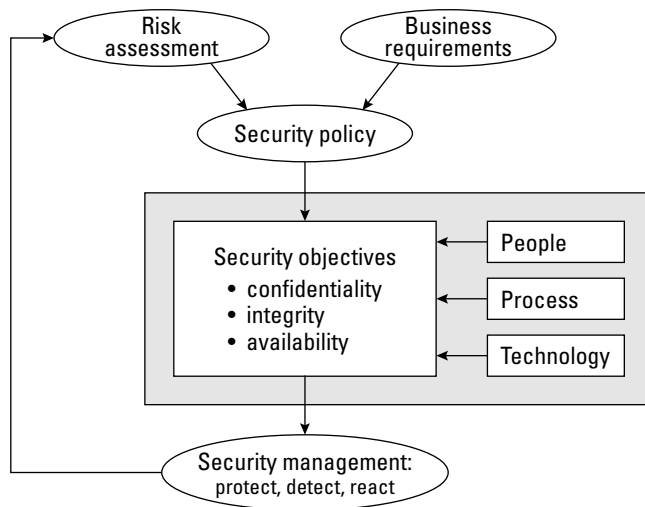 Risk
assessment
Business
requirements
Security policy
Security objectives
• confidentiality
• integrity
• availability
People
Process
Technology
Security management:
protect, detect, react